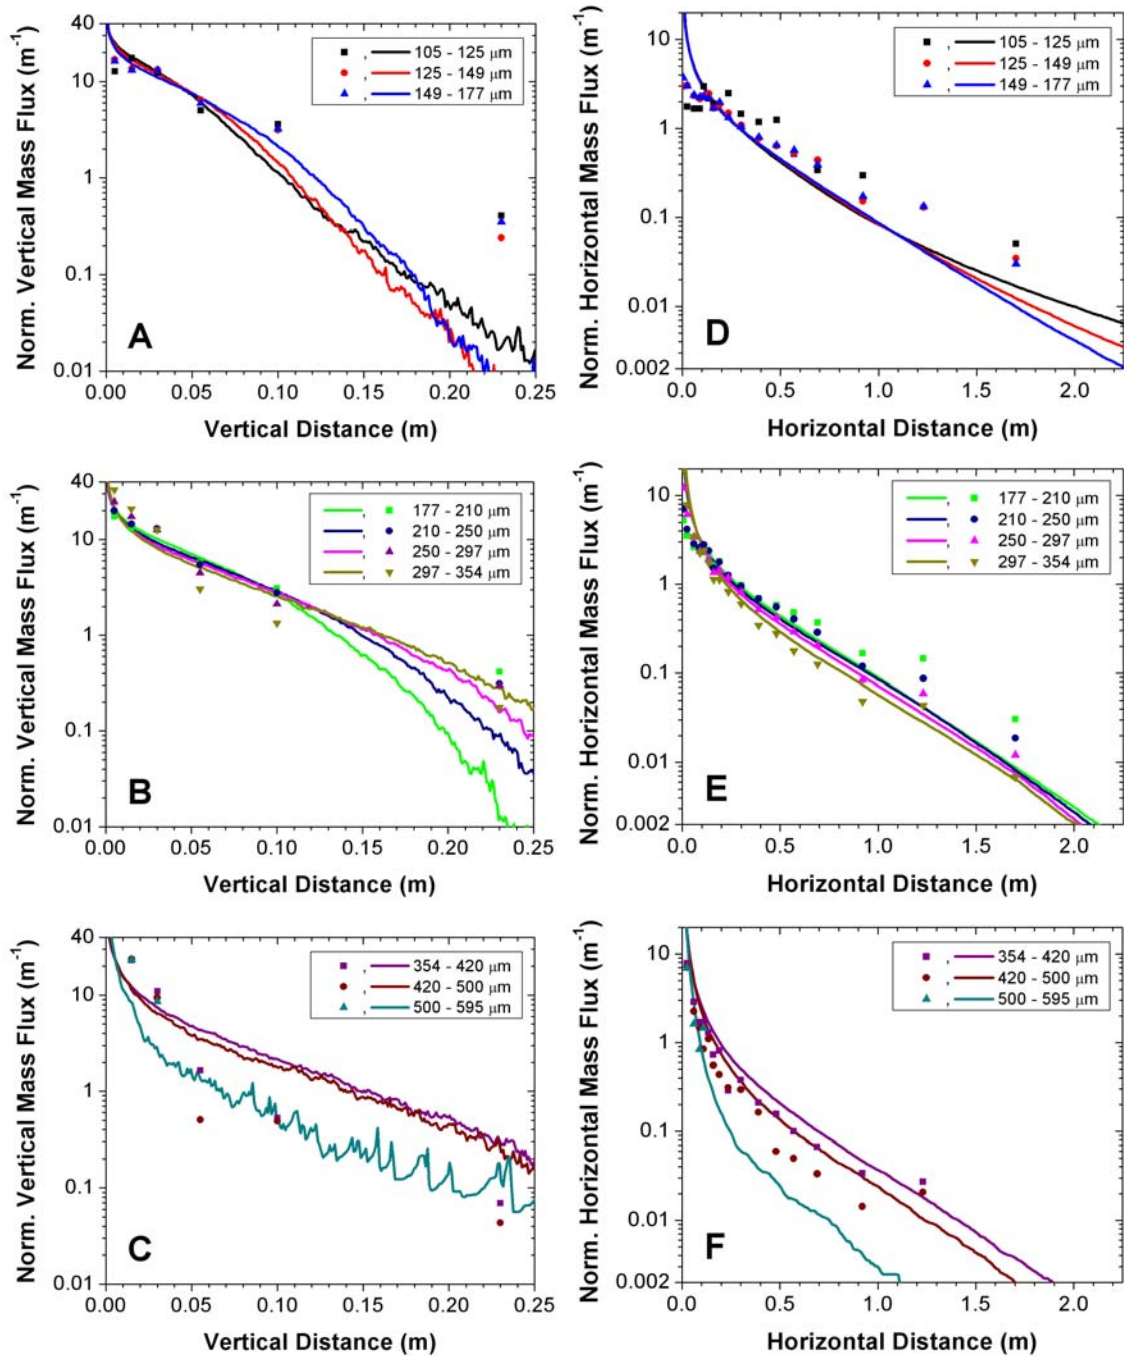 Norm. Vertical Mass Flux (m⁻¹)
40
10
1
0.1
0.01
, 105 - 125 μm
, 125 - 149 μm
, 149 - 177 μm
A
0.00 0.05 0.10 0.15 0.20 0.25
Vertical Distance (m)
Norm. Horizontal Mass Flux (m⁻¹)
10
1
0.1
0.01
0.002
, 105 - 125 μm
, 125 - 149 μm
, 149 - 177 μm
D
0.0 0.5 1.0 1.5 2.0
Horizontal Distance (m)
Norm. Vertical Mass Flux (m⁻¹)
40
10
1
0.1
0.01
, 177 - 210 μm
, 210 - 250 μm
, 250 - 297 μm
, 297 - 354 μm
B
0.00 0.05 0.10 0.15 0.20 0.25
Vertical Distance (m)
Norm. Horizontal Mass Flux (m⁻¹)
10
1
0.1
0.01
0.002
, 177 - 210 μm
, 210 - 250 μm
, 250 - 297 μm
, 297 - 354 μm
E
0.0 0.5 1.0 1.5 2.0
Horizontal Distance (m)
Norm. Vertical Mass Flux (m⁻¹)
40
10
1
0.1
0.01
, 354 - 420 μm
, 420 - 500 μm
, 500 - 595 μm
C
0.00 0.05 0.10 0.15 0.20 0.25
Vertical Distance (m)
Norm. Horizontal Mass Flux (m⁻¹)
10
1
0.1
0.01
0.002
, 354 - 420 μm
, 420 - 500 μm
, 500 - 595 μm
F
0.0 0.5 1.0 1.5 2.0
Horizontal Distance (m)